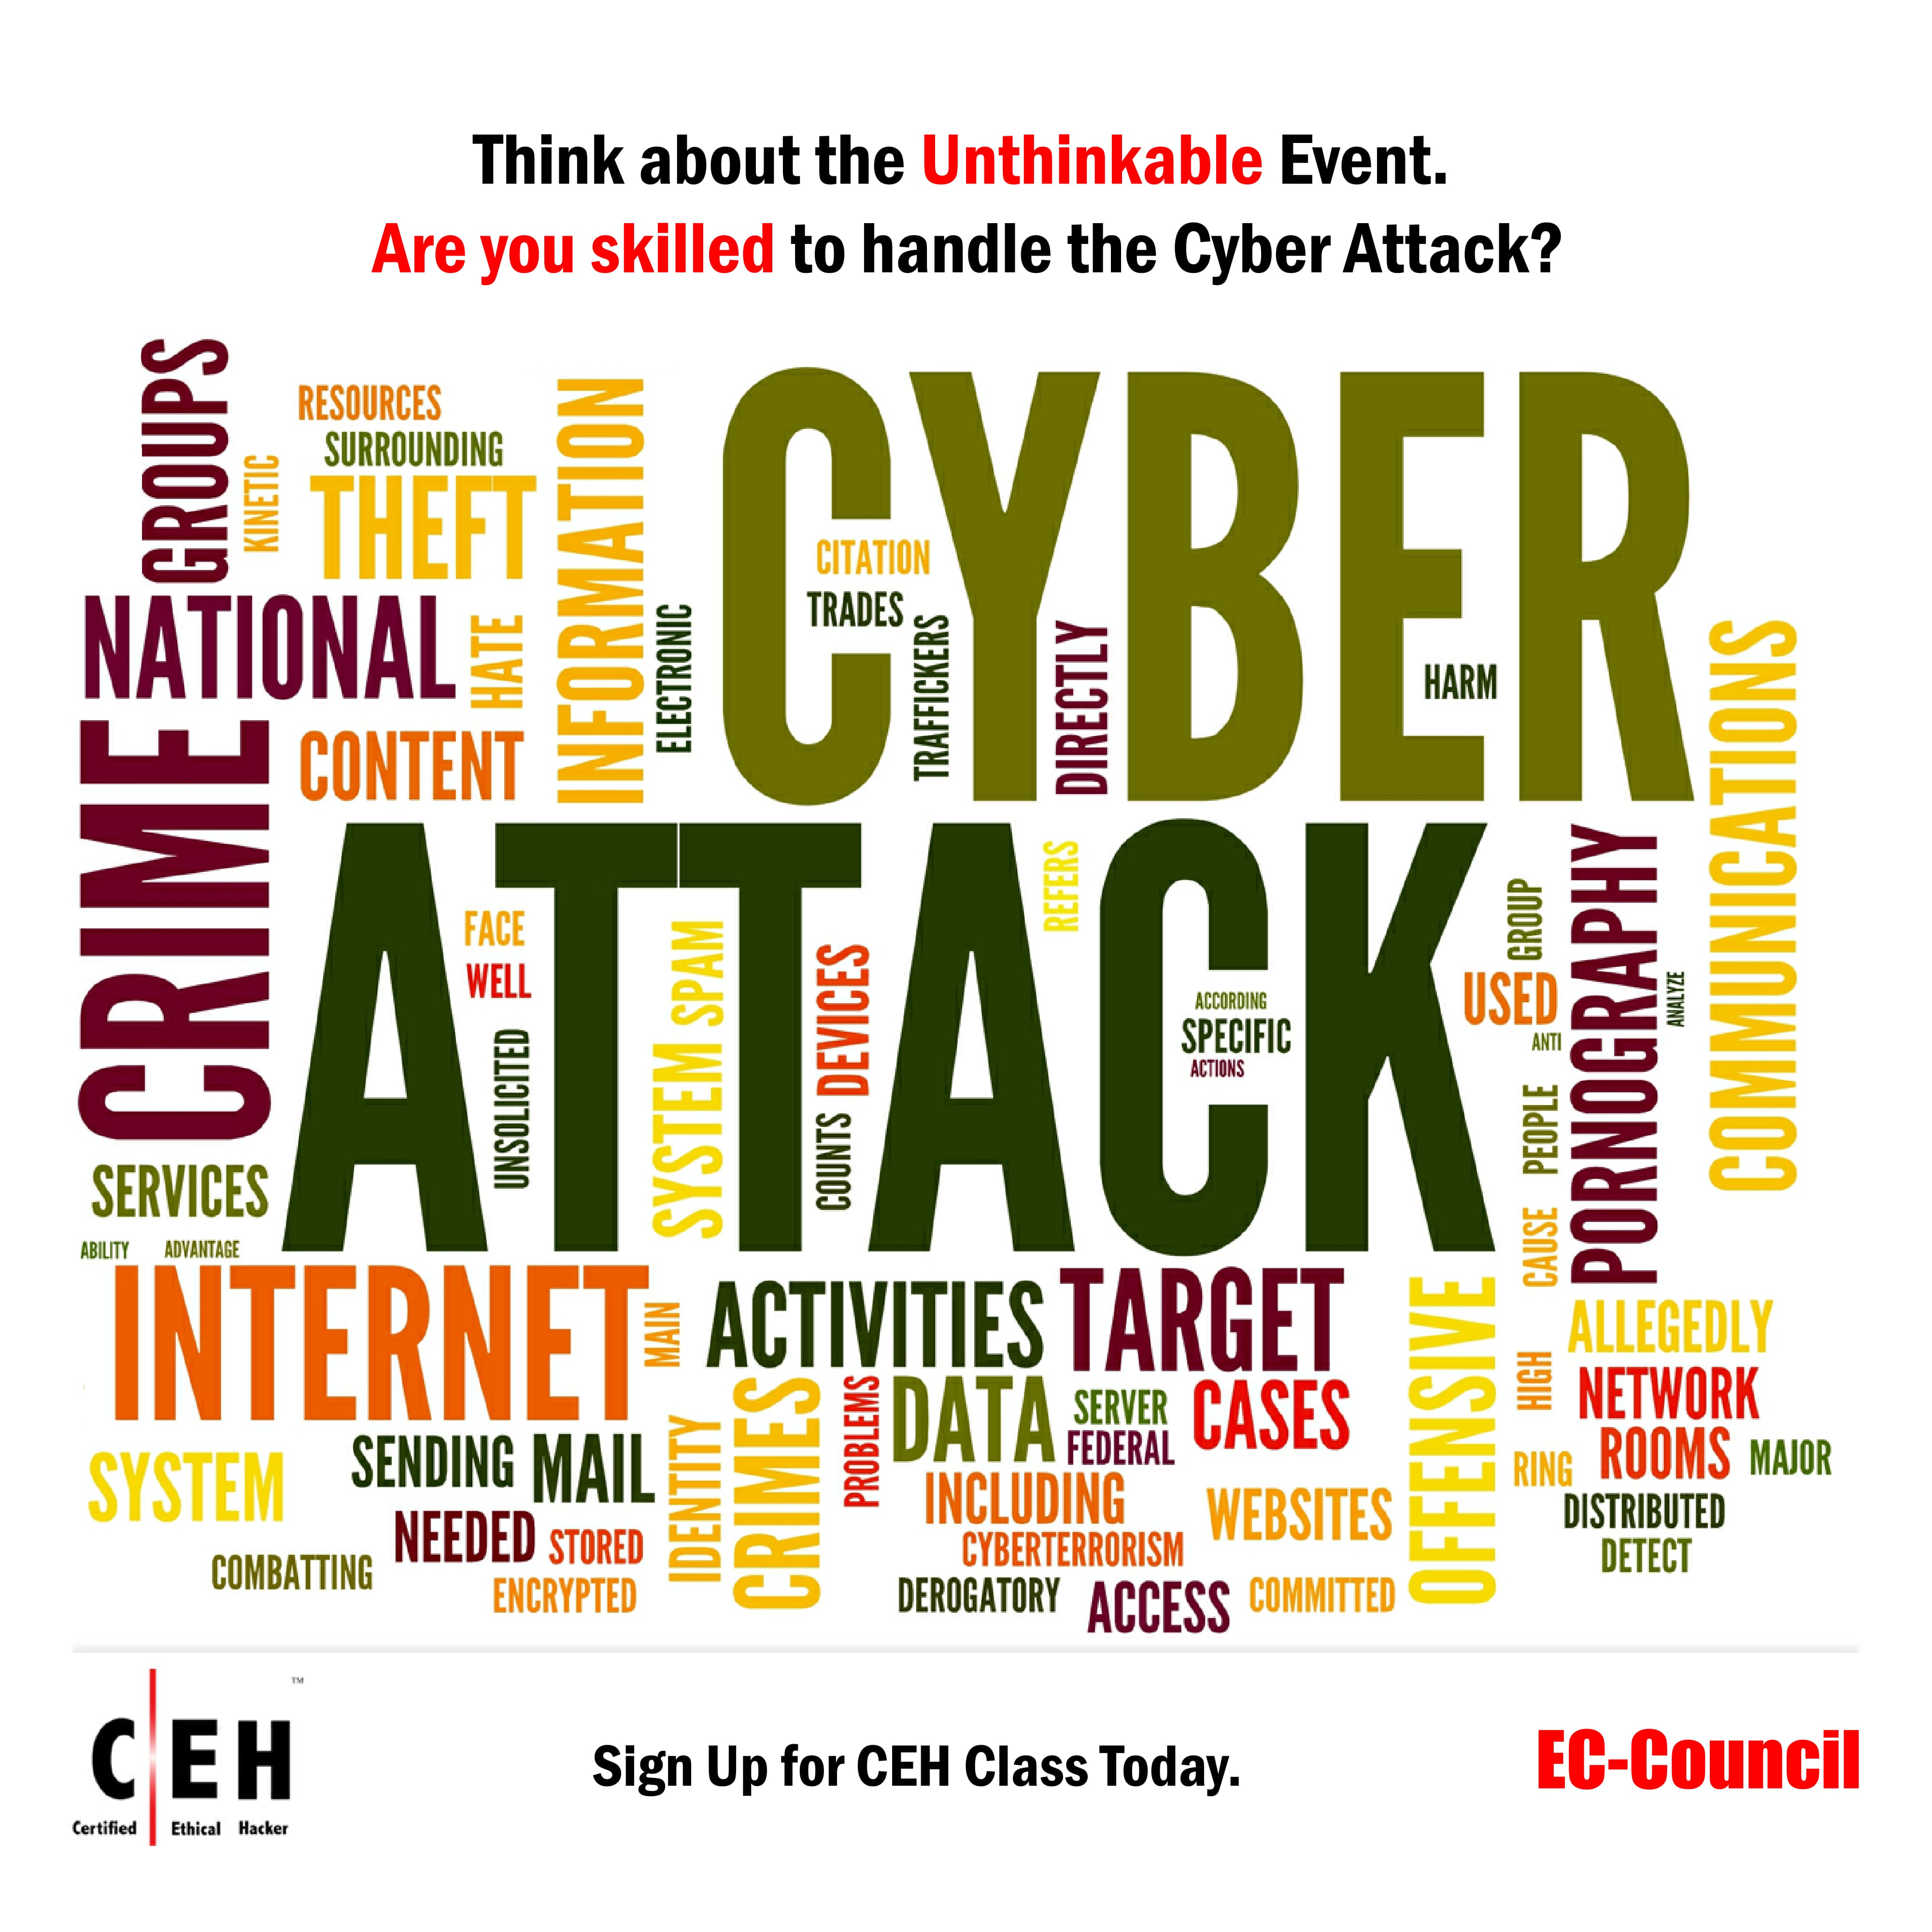 Think about the Unthinkable Event.
Are you skilled to handle the Cyber Attack?
GROUPS
KINETIC
RESOURCES
SURROUNDING
THEFT
INFORMATION
CYBER
CITATION
TRADES
TRAFFICKERS
DIRECTLY
HARM
NATIONAL
HATE
ELECTRONIC
CONTENT
COMMUNICATIONS
CRIME
ATTACK
FACE
WELL
UNSOLICITED
SYSTEM SPAM
DEVICES
COUNTS
REFERS
ACCORDING
SPECIFIC
ACTIONS
GROUP
USED
ANTI
PORNOGRAPHY
ANALYZE
PEOPLE
CAUSE
SERVICES
ABILITY
ADVANTAGE
INTERNET
MAIN
ACTIVITIES
TARGET
OFFENSIVE
ALLEGEDLY
HIGH
NETWORK
SYSTEM
SENDING
MAIL
IDENTITY
CRIMES
PROBLEMS
DATA
SERVER
FEDERAL
CASES
RING
ROOMS
MAJOR
INCLUDING
WEBSITES
DISTRIBUTED
NEEDED
STORED
CYBERTERRORISM
DETECT
COMBATTING
ENCRYPTED
DEROGATORY
ACCESS
COMMITTED
C EH ™
Certified Ethical Hacker
Sign Up for CEH Class Today.
EC-Council